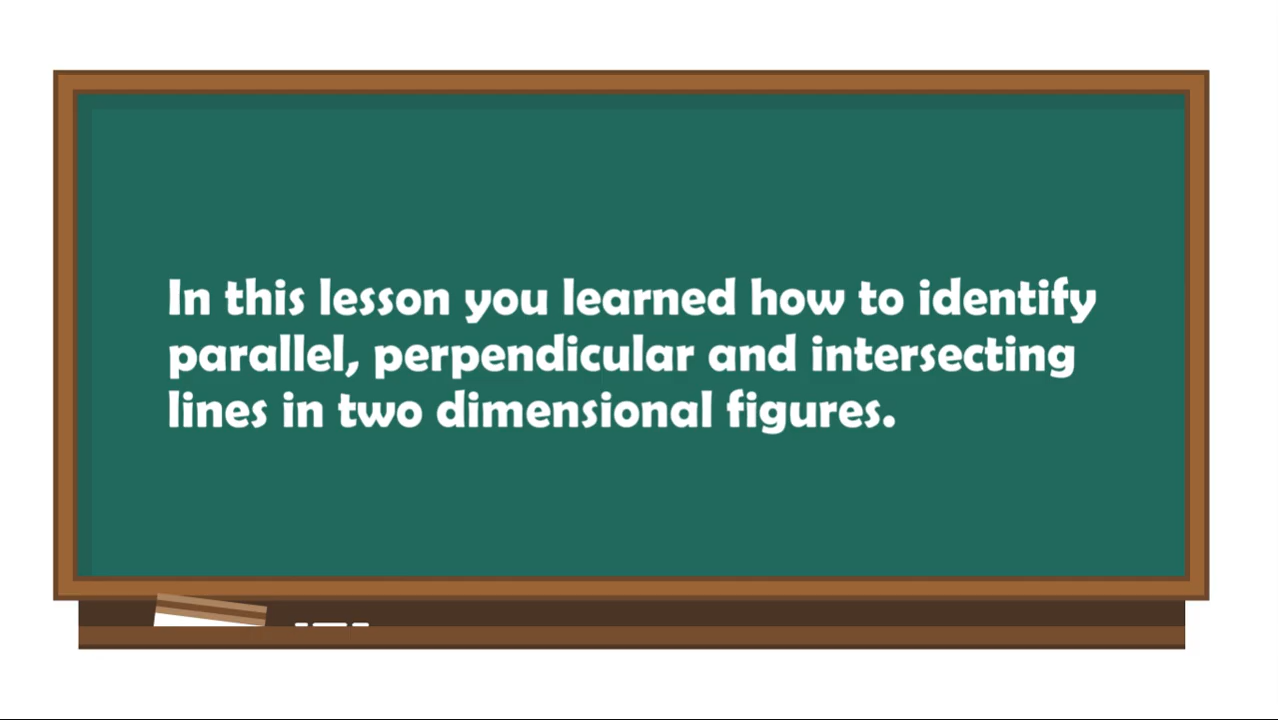 In this lesson you learned how to identify
parallel, perpendicular and intersecting
lines in two dimensional figures.